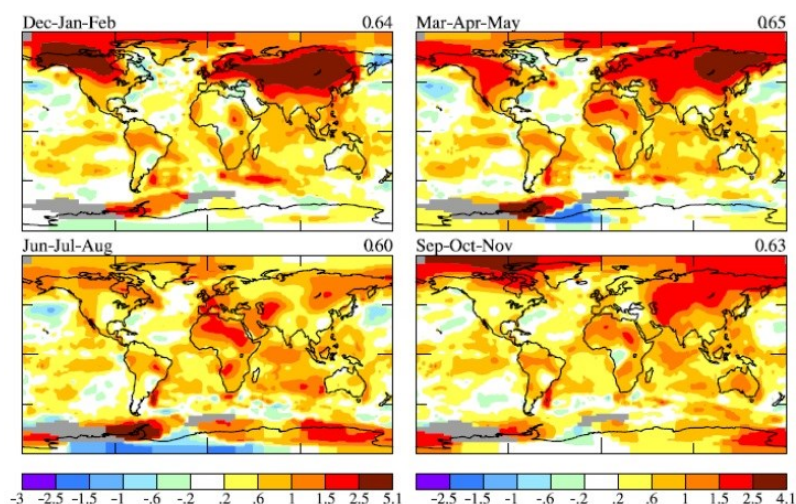 Dec-Jan-Feb 0.64
Mar-Apr-May 0.65
Jun-Jul-Aug 0.60
Sep-Oct-Nov 0.63
-3 -2.5 -1.5 -1 -.6 -.2 .2 .6 1 1.5 2.5 5.1
-2.5 -1.5 -1 -.6 -.2 .2 .6 1 1.5 2.5 4.1